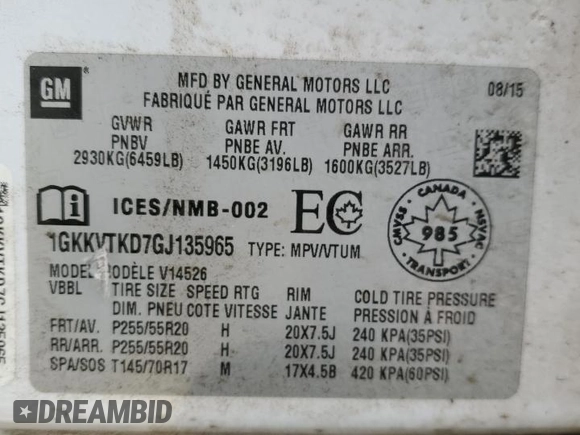 GM
MFD BY GENERAL MOTORS LLC
FABRIQUÉ PAR GENERAL MOTORS LLC
08/15
GVWR GAWR FRT GAWR RR
PNBV PNBE AV. PNBE ARR.
2930KG(6459LB) 1450KG(3196LB) 1600KG(3527LB)
i ICES/NMB-002 EC
CANADA
CMVSS 985 NSVAC
TRANSPORT
1GKKVTKD7GJ135965 TYPE: MPV/VTUM
MODEL V14526
VBBL TIRE SIZE SPEED RTG RIM COLD TIRE PRESSURE
DIM. PNEU COTE VITESSE JANTE PRESSION À FROID
FRT/AV. P255/55R20 H 20X7.5J 240 KPA(35PSI)
RR/ARR. P255/55R20 H 20X7.5J 240 KPA(35PSI)
SPA/SOS T145/70R17 M 17X4.5B 420 KPA(60PSI)
DREAMBID